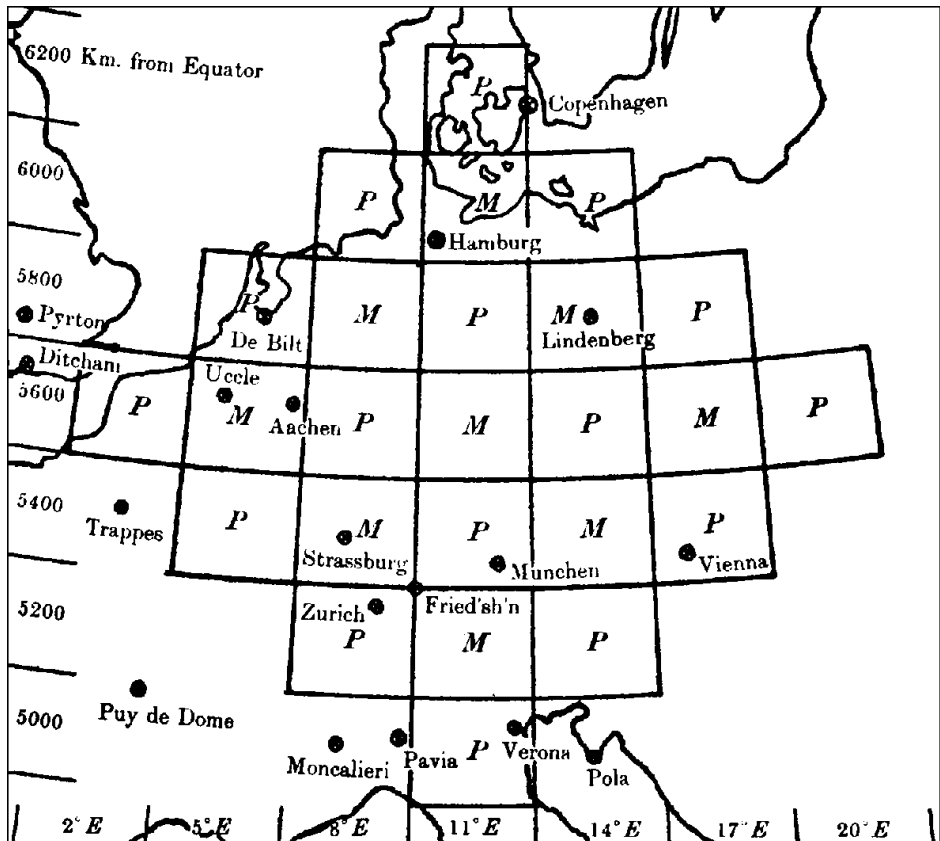 6200 Km. from Equator
P
Copenhagen
6000
P
M
P
Hamburg
5800
P
M
P
M
P
Pyrton
De Bilt
Lindenberg
Ditcham
5600
Uccle
P
M
Aachen
P
M
P
M
P
5400
Trappes
P
M
P
M
P
Strassburg
Munchen
Vienna
5200
Zurich
Fried'sh'n
P
M
P
5000
Puy de Dome
Moncalieri
Pavia
P
Verona
Pola
2° E
5° E
8° E
11° E
14° E
17° E
20° E